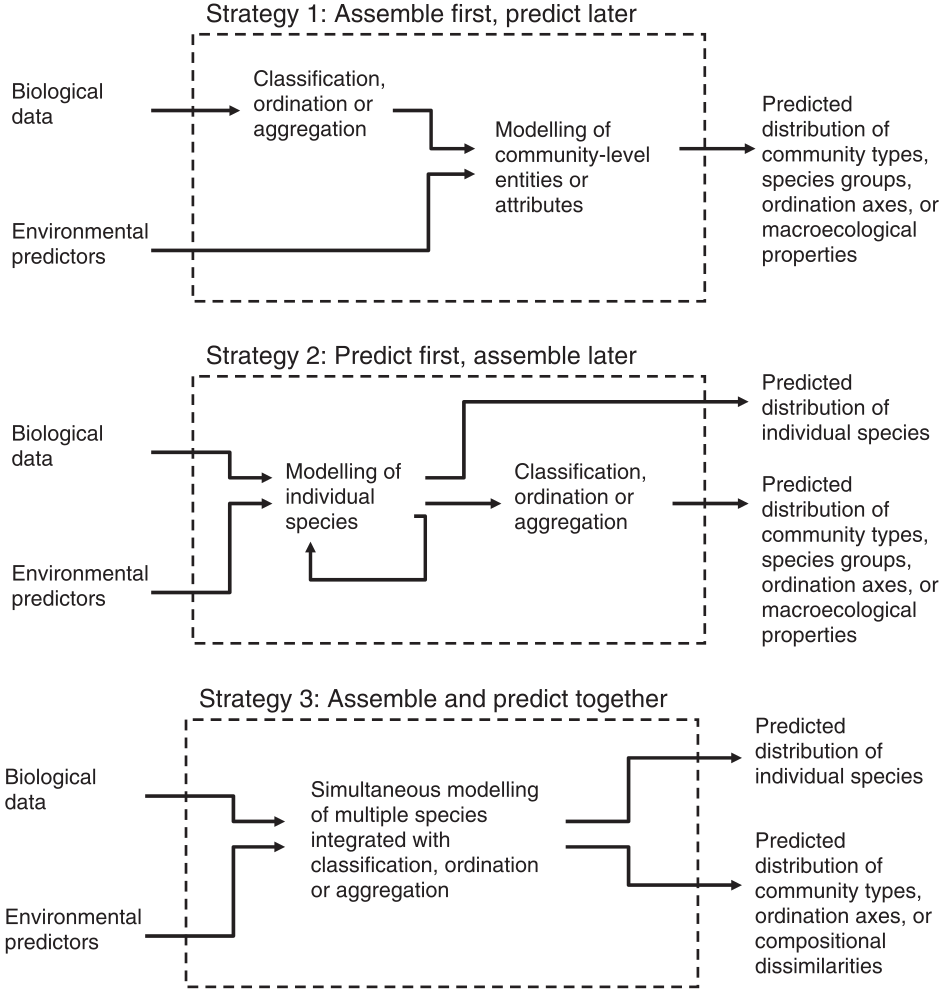 Strategy 1: Assemble first, predict later
Biological
data
Classification,
ordination or
aggregation
Environmental
predictors
Modelling of
community-level
entities or
attributes
Predicted
distribution of
community types,
species groups,
ordination axes, or
macroecological
properties
Strategy 2: Predict first, assemble later
Biological
data
Environmental
predictors
Modelling of
individual
species
Classification,
ordination or
aggregation
Predicted
distribution of
individual species
Predicted
distribution of
community types,
species groups,
ordination axes, or
macroecological
properties
Strategy 3: Assemble and predict together
Biological
data
Environmental
predictors
Simultaneous modelling
of multiple species
integrated with
classification, ordination
or aggregation
Predicted
distribution of
individual species
Predicted
distribution of
community types,
ordination axes, or
compositional
dissimilarities